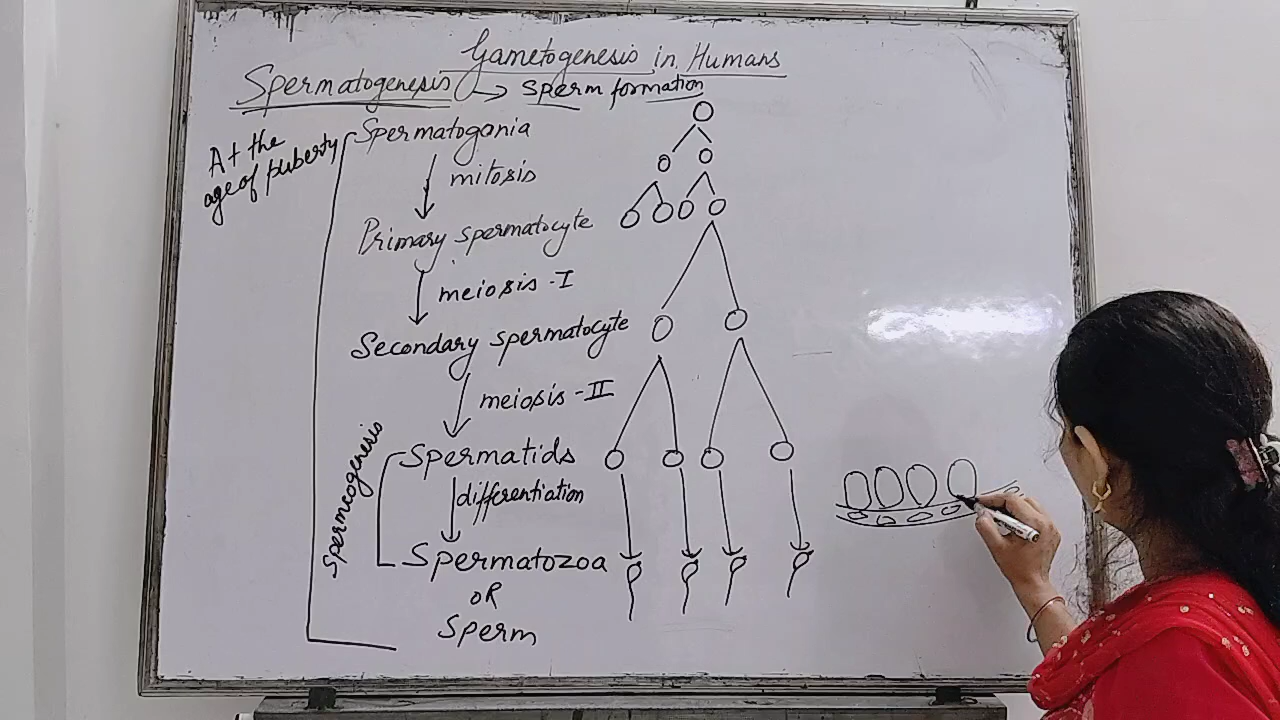 Gametogenesis in Humans
Spermatogenesis → Sperm formation
At the
age of puberty
Spermatogonia
mitosis
Primary spermatocyte
meiosis-I
Secondary spermatocyte
meiosis-II
Spermatids
differentiation
Spermatozoa
OR
Sperm
Spermeogenesis